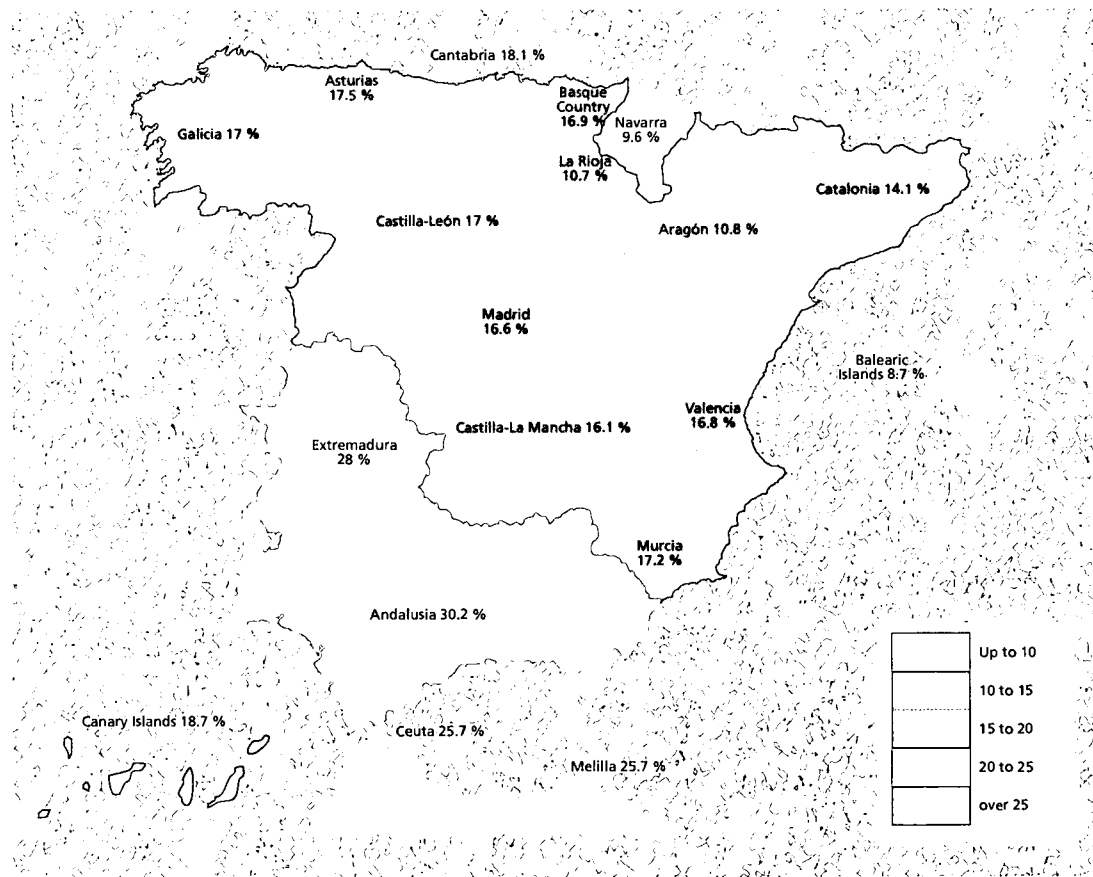 Cantabria 18.1 %
Asturias
17.5 %
Basque
Country
16.9 %
Navarra
9.6 %
Galicia 17 %
La Rioja
10.7 %
Catalonia 14.1 %
Castilla-León 17 %
Aragón 10.8 %
Madrid
16.6 %
Balearic
Islands 8.7 %
Valencia
16.8 %
Castilla-La Mancha 16.1 %
Extremadura
28 %
Murcia
17.2 %
Andalusia 30.2 %
Canary Islands 18.7 %
Ceuta 25.7 %
Melilla 25.7 %
Up to 10
10 to 15
15 to 20
20 to 25
over 25